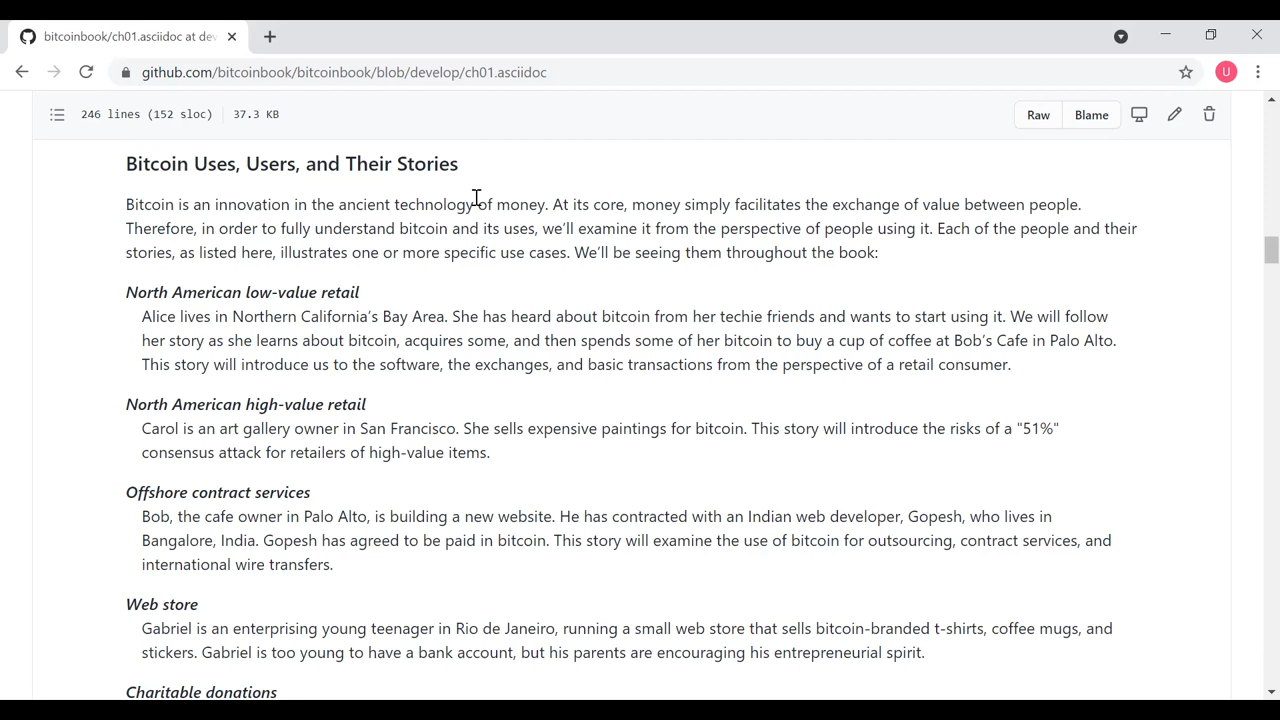 bitcoinbook/ch01.asciidoc at dev
github.com/bitcoinbook/bitcoinbook/blob/develop/ch01.asciidoc
U
246 lines (152 sloc) 37.3 KB
Raw Blame
Bitcoin Uses, Users, and Their Stories
Bitcoin is an innovation in the ancient technology of money. At its core, money simply facilitates the exchange of value between people.
Therefore, in order to fully understand bitcoin and its uses, we'll examine it from the perspective of people using it. Each of the people and their
stories, as listed here, illustrates one or more specific use cases. We'll be seeing them throughout the book:
North American low-value retail
Alice lives in Northern California's Bay Area. She has heard about bitcoin from her techie friends and wants to start using it. We will follow
her story as she learns about bitcoin, acquires some, and then spends some of her bitcoin to buy a cup of coffee at Bob's Cafe in Palo Alto.
This story will introduce us to the software, the exchanges, and basic transactions from the perspective of a retail consumer.
North American high-value retail
Carol is an art gallery owner in San Francisco. She sells expensive paintings for bitcoin. This story will introduce the risks of a "51%"
consensus attack for retailers of high-value items.
Offshore contract services
Bob, the cafe owner in Palo Alto, is building a new website. He has contracted with an Indian web developer, Gopesh, who lives in
Bangalore, India. Gopesh has agreed to be paid in bitcoin. This story will examine the use of bitcoin for outsourcing, contract services, and
international wire transfers.
Web store
Gabriel is an enterprising young teenager in Rio de Janeiro, running a small web store that sells bitcoin-branded t-shirts, coffee mugs, and
stickers. Gabriel is too young to have a bank account, but his parents are encouraging his entrepreneurial spirit.
Charitable donations